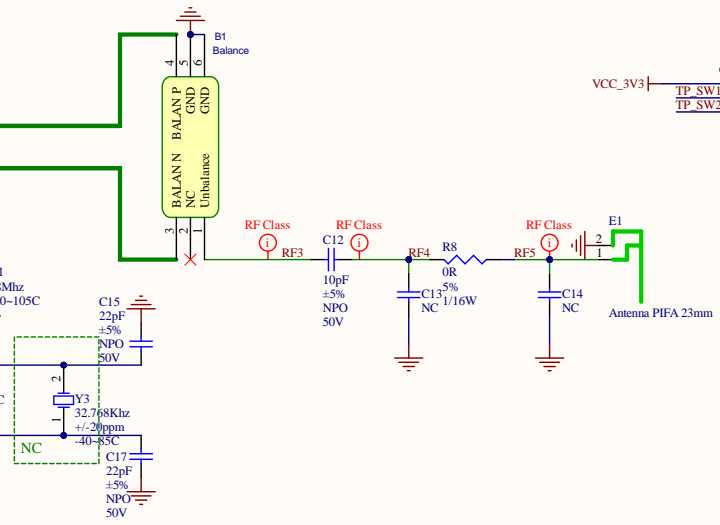 B1
Balance
4
5
6
BALAN P
GND
GND
BALAN N
NC
Unbalance
3
2
1
VCC_3V3
TP_SW1
TP_SW2
RF Class
i
RF3
C12
10pF
±5%
NPO
50V
RF Class
i
RF4
R8
0R
5%
1/16W
C13
NC
RF5
RF Class
i
C14
NC
E1
2
1
Antenna PIFA 23mm
Mhz
0~105C
C15
22pF
±5%
NPO
50V
2
1
Y3
32.768Khz
+/-20ppm
-40~85C
NC
C17
22pF
±5%
NPO
50V